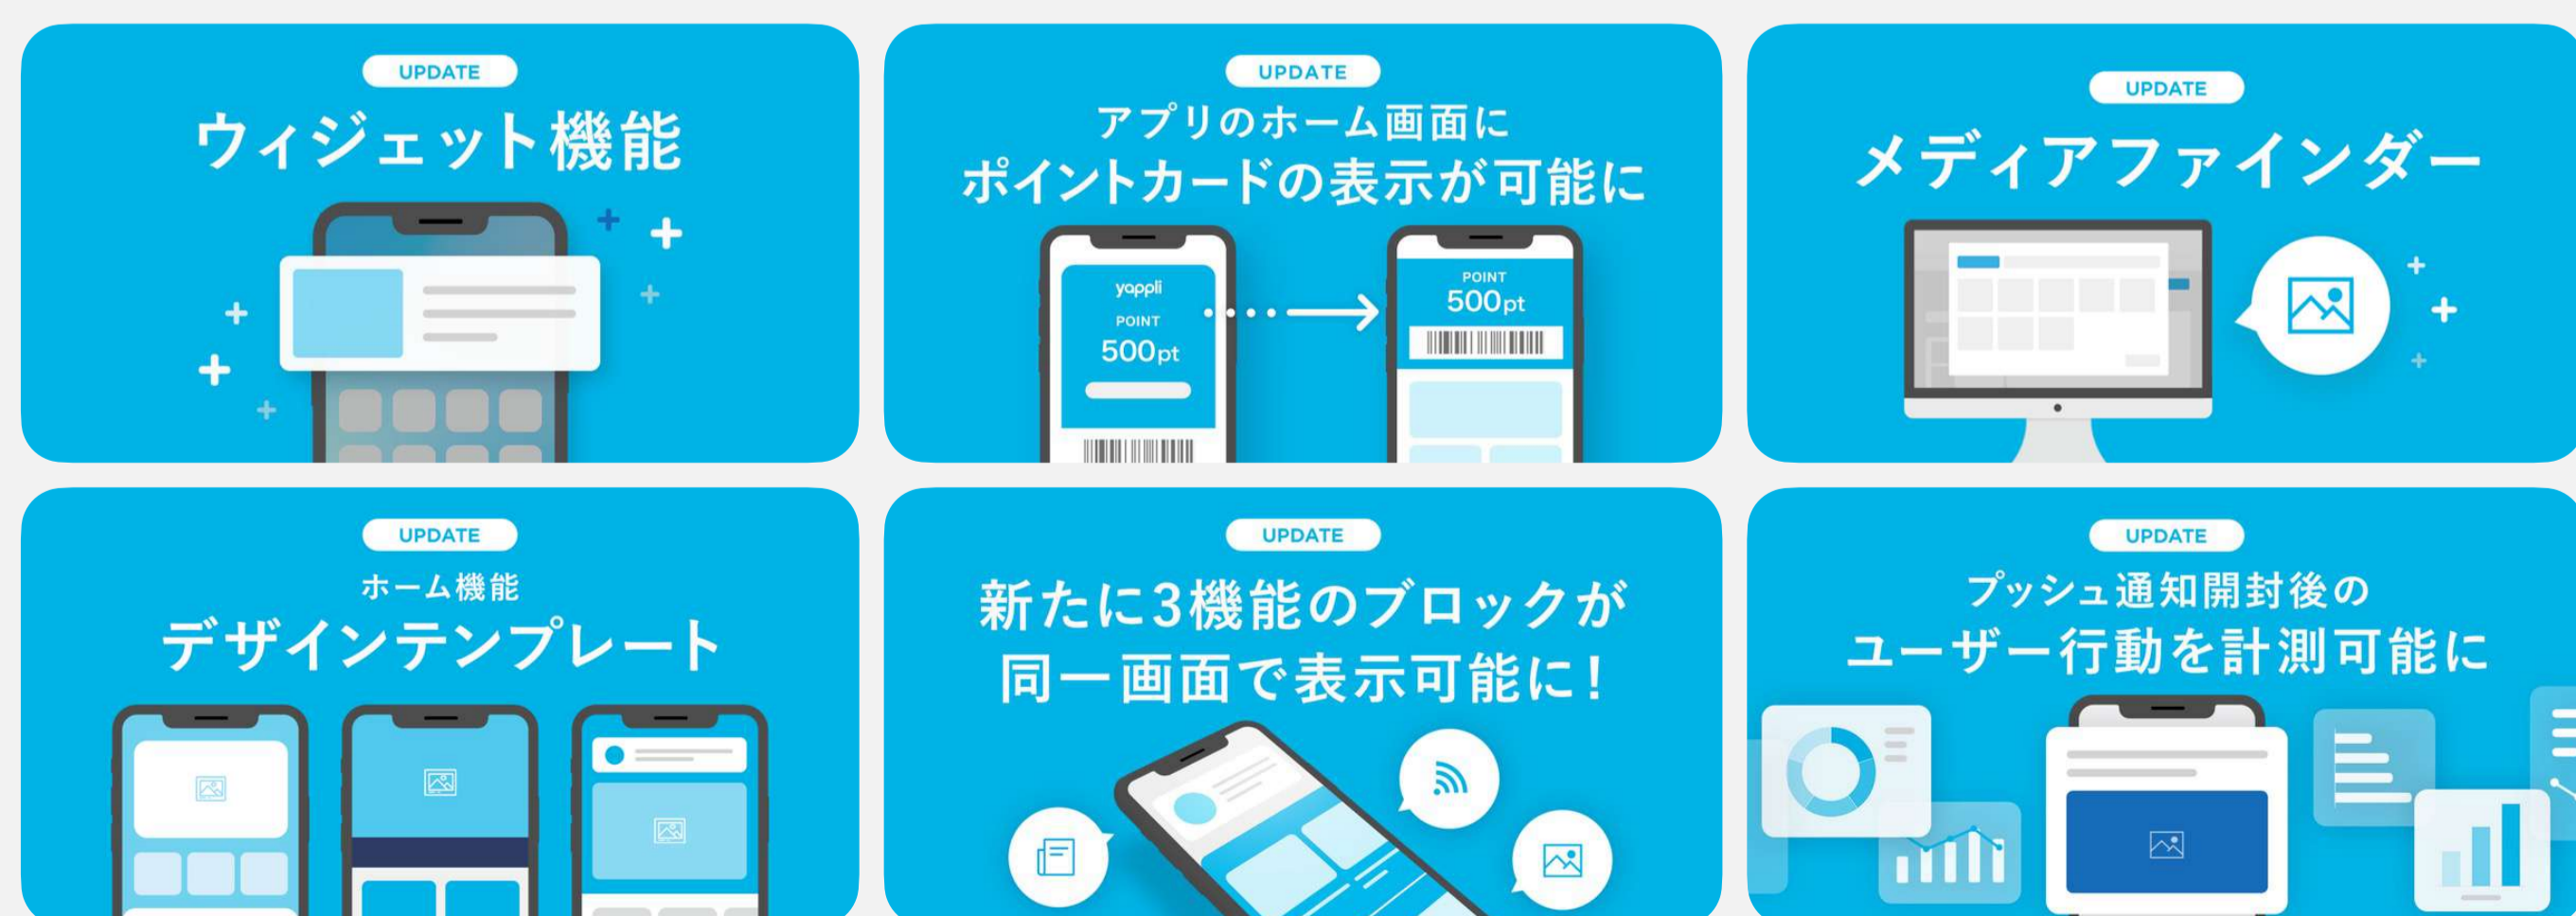 UPDATE
ウィジェット機能
UPDATE
アプリのホーム画面に
ポイントカードの表示が可能に
yappli
POINT
500pt
POINT
500pt
UPDATE
メディアファインダー
UPDATE
ホーム機能
デザインテンプレート
UPDATE
新たに3機能のブロックが
同一画面で表示可能に!
UPDATE
プッシュ通知開封後の
ユーザー行動を計測可能に